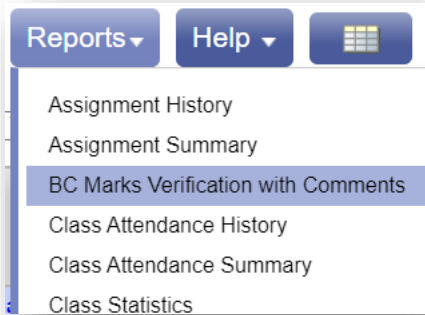 Reports Help
Assignment History
Assignment Summary
BC Marks Verification with Comments
Class Attendance History
Class Attendance Summary
Class Statistics